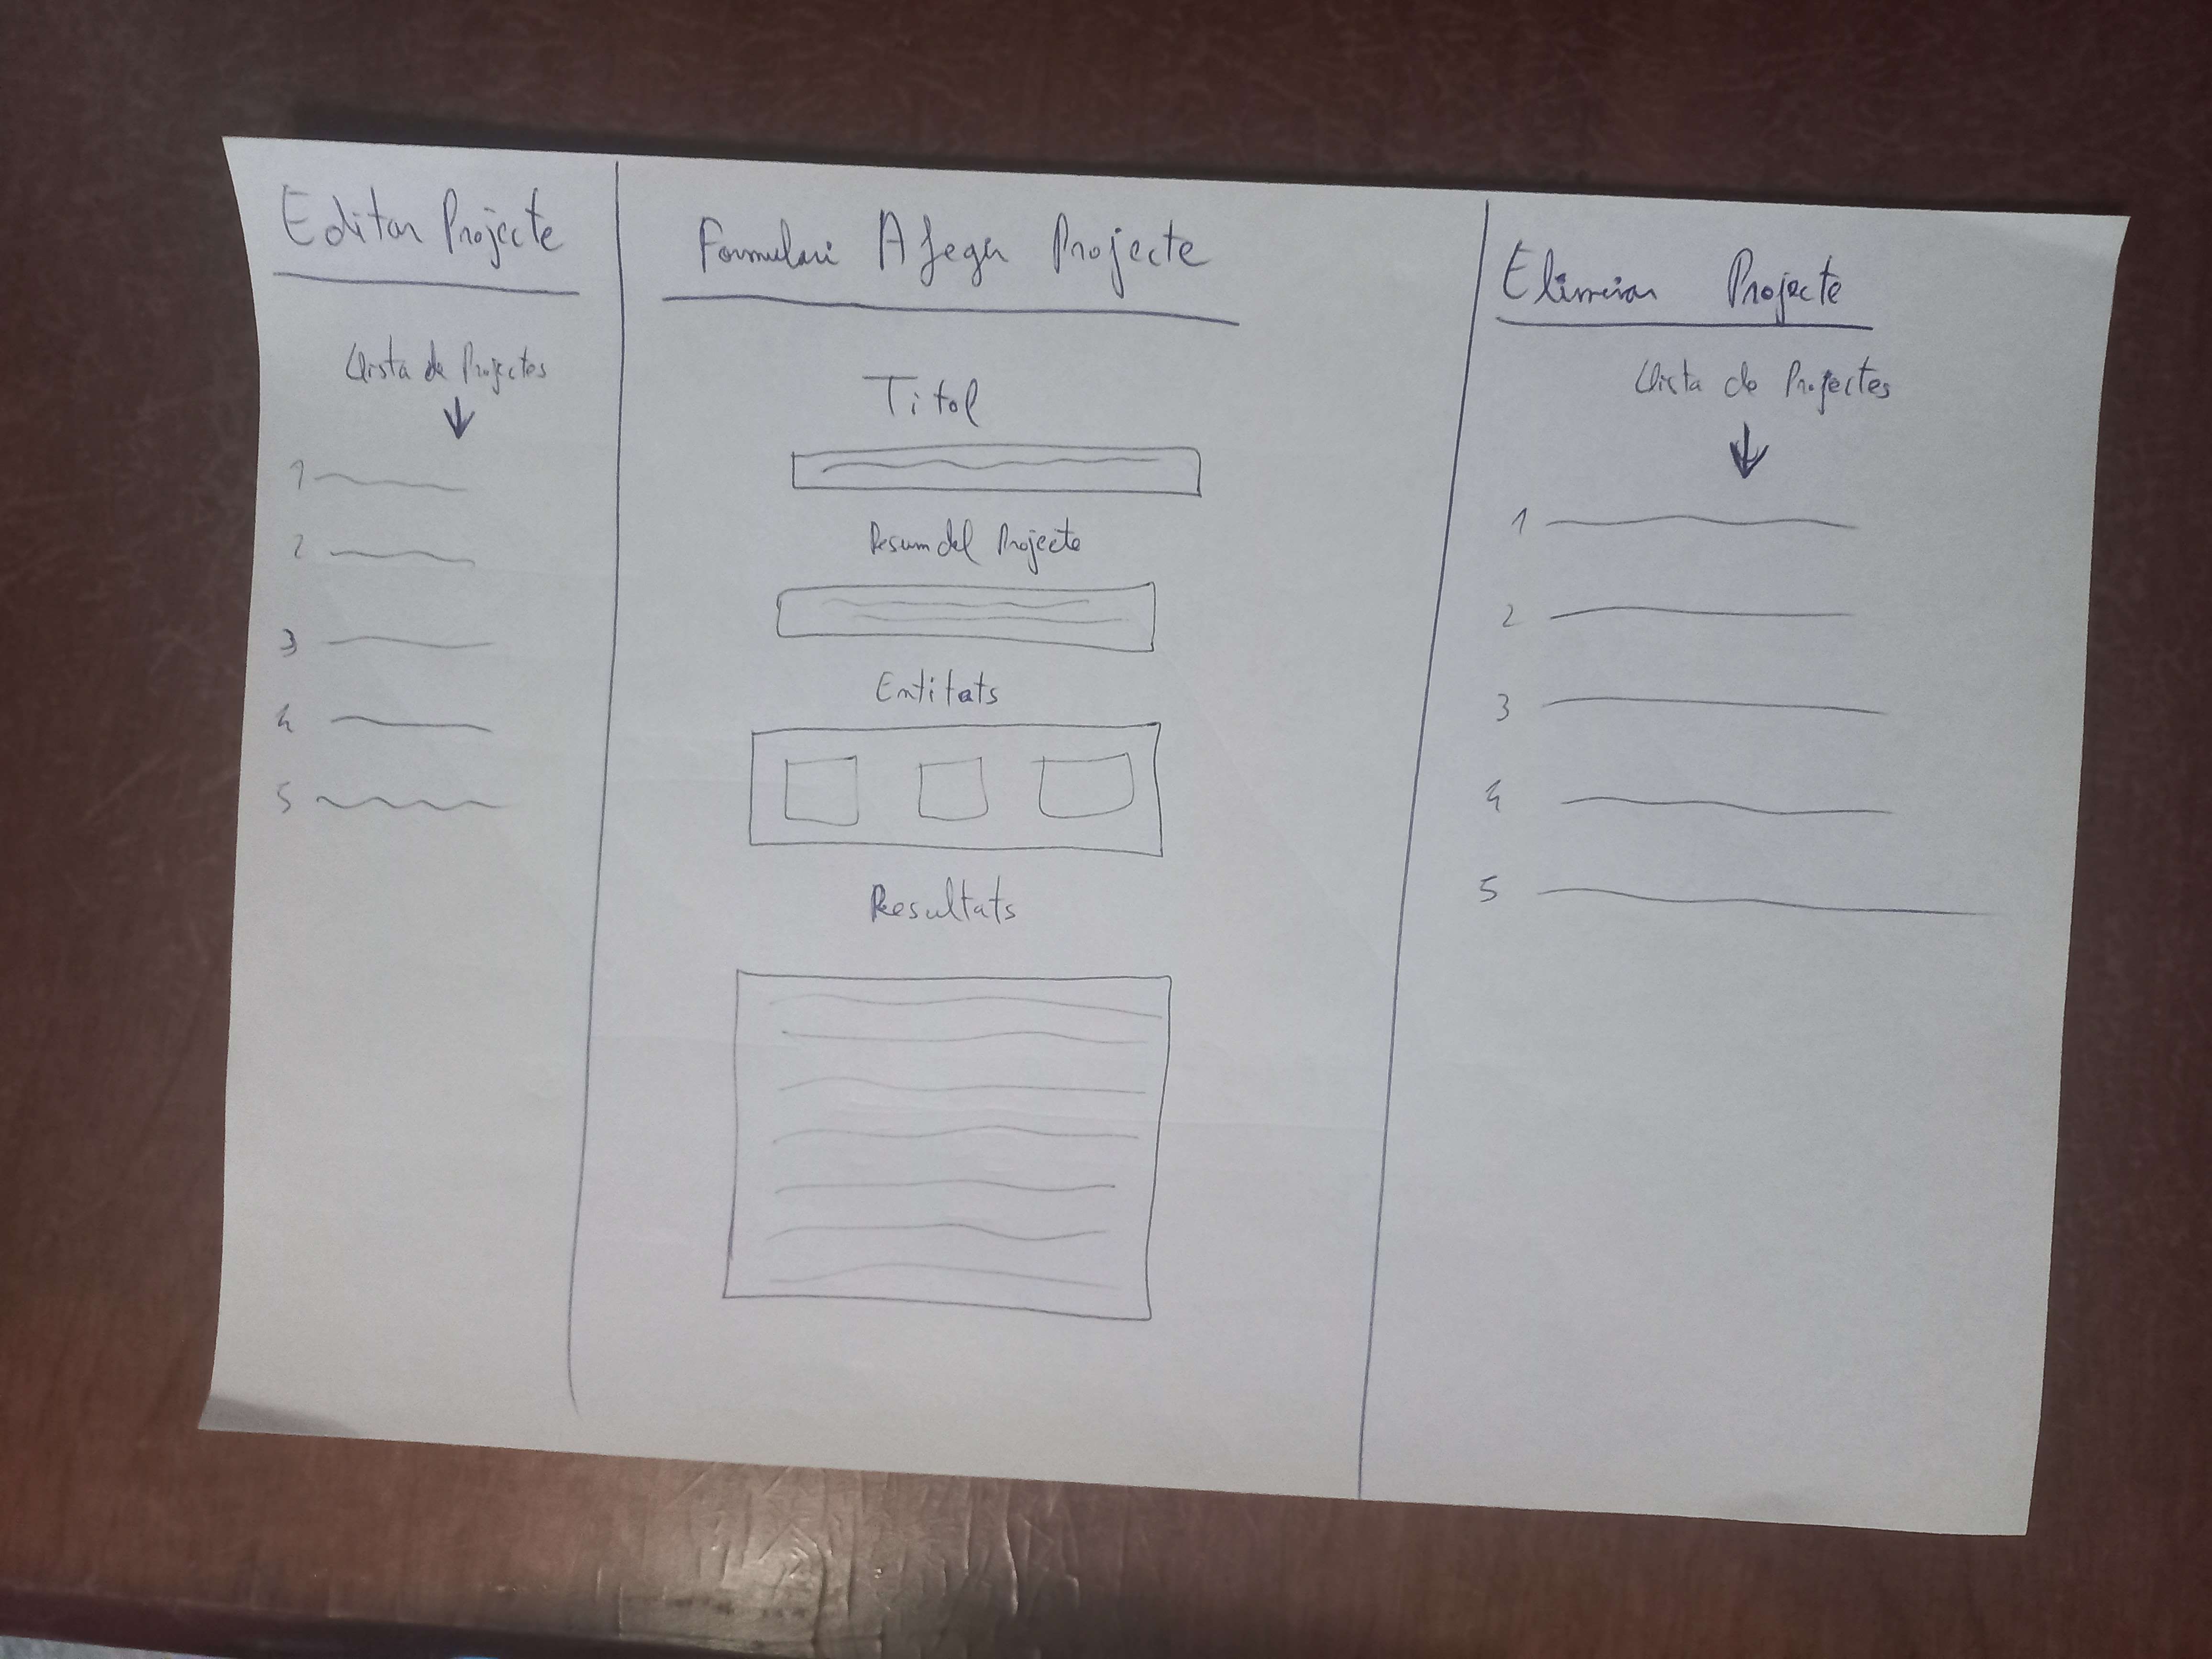 Editar Projecte
Llista de Projectes
1
2
3
4
5
Formulari Afegir Projecte
Titol
Resum del Projecte
Entitats
Resultats
Eliminar Projecte
Llista de Projectes
1
2
3
4
5